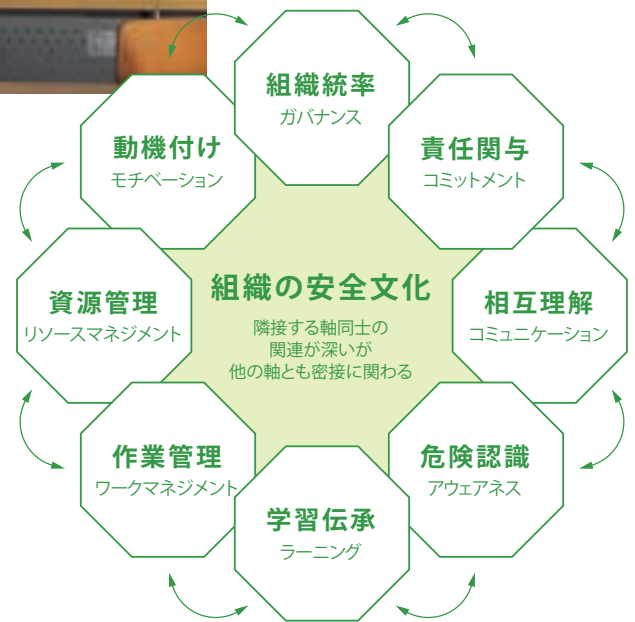 組織統率
ガバナンス
責任関与
コミットメント
相互理解
コミュニケーション
危険認識
アウェアネス
学習伝承
ラーニング
作業管理
ワークマネジメント
資源管理
リソースマネジメント
動機付け
モチベーション
組織の安全文化
隣接する軸同士の
関連が深いが
他の軸とも密接に関わる